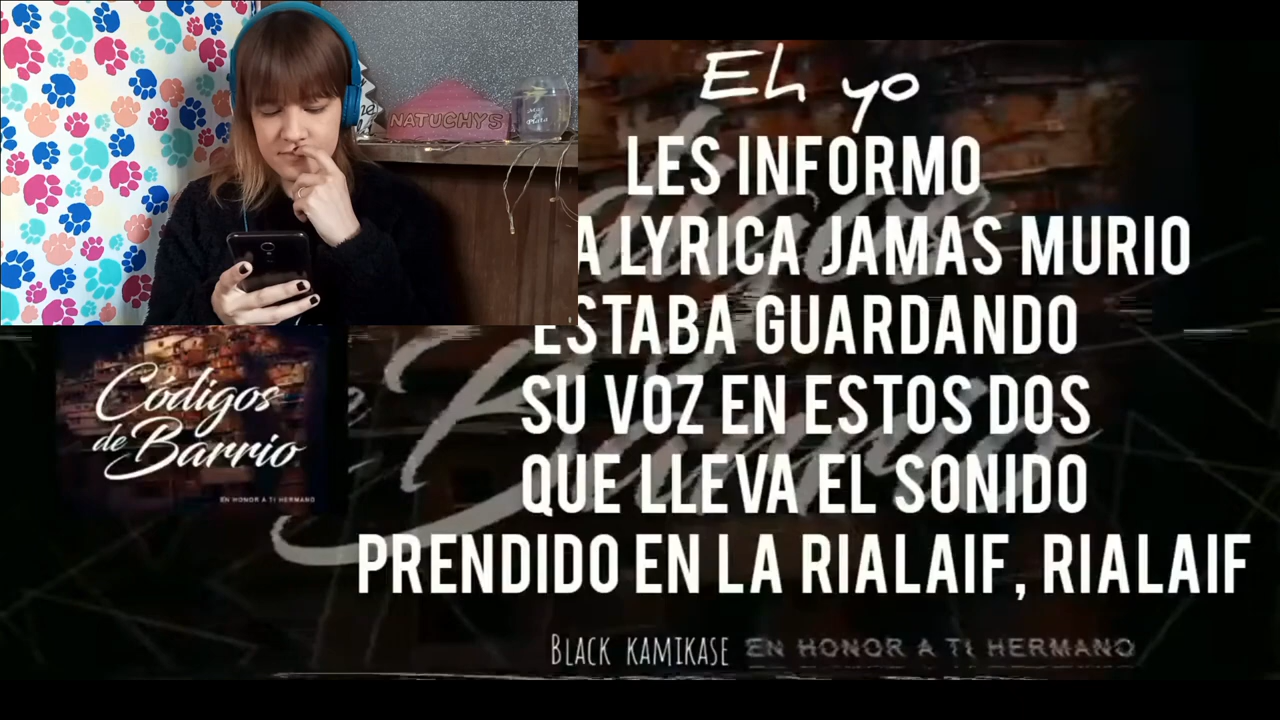 Eh yo
LES INFORMO
A LYRICA JAMAS MURIO
ESTABA GUARDANDO
SU VOZ EN ESTOS DOS
QUE LLEVA EL SONIDO
PRENDIDO EN LA RIALAIF, RIALAIF
BLACK KAMIKASE EN HONOR A TI HERMANO
NATUCHYS
Códigos
de Barrio
EN HONOR A TI HERMANO